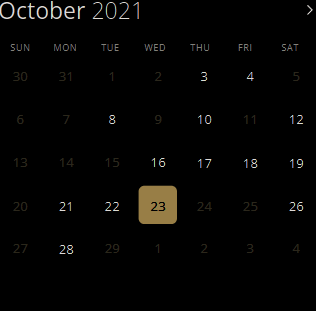 October 2021
SUN MON TUE WED THU FRI SAT
30 31 1 2 3 4 5
6 7 8 9 10 11 12
13 14 15 16 17 18 19
20 21 22 23 24 25 26
27 28 29 1 2 3 4